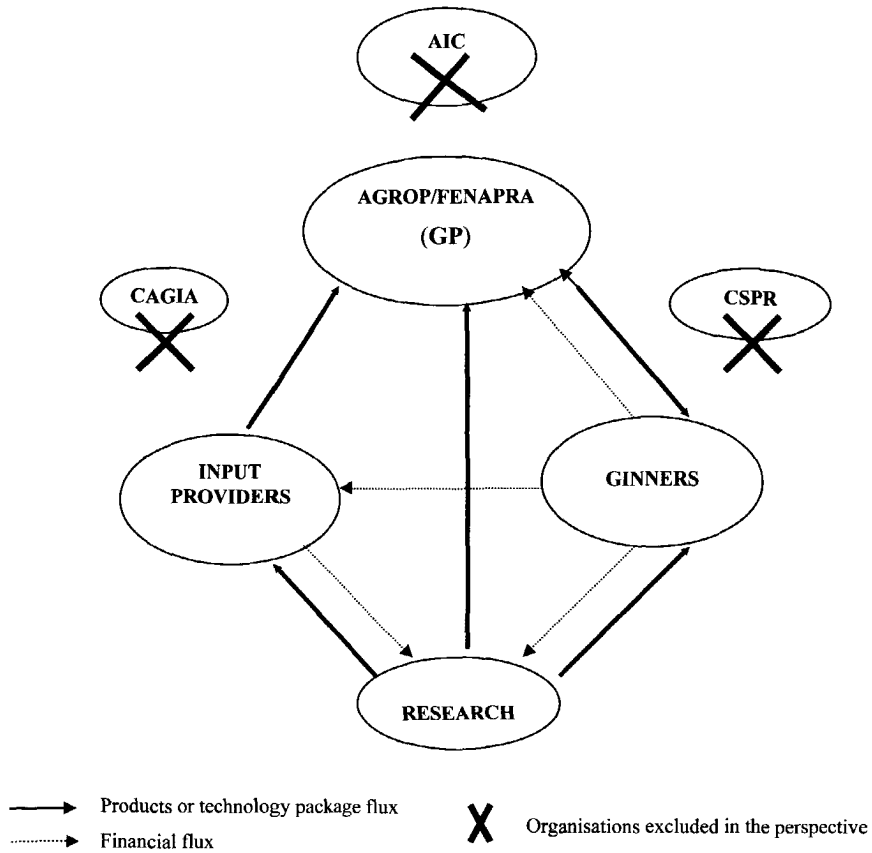 AIC
AGROP/FENAPRA
(GP)
CAGIA
CSPR
INPUT
PROVIDERS
GINNERS
RESEARCH
Products or technology package flux
Financial flux
Organisations excluded in the perspective